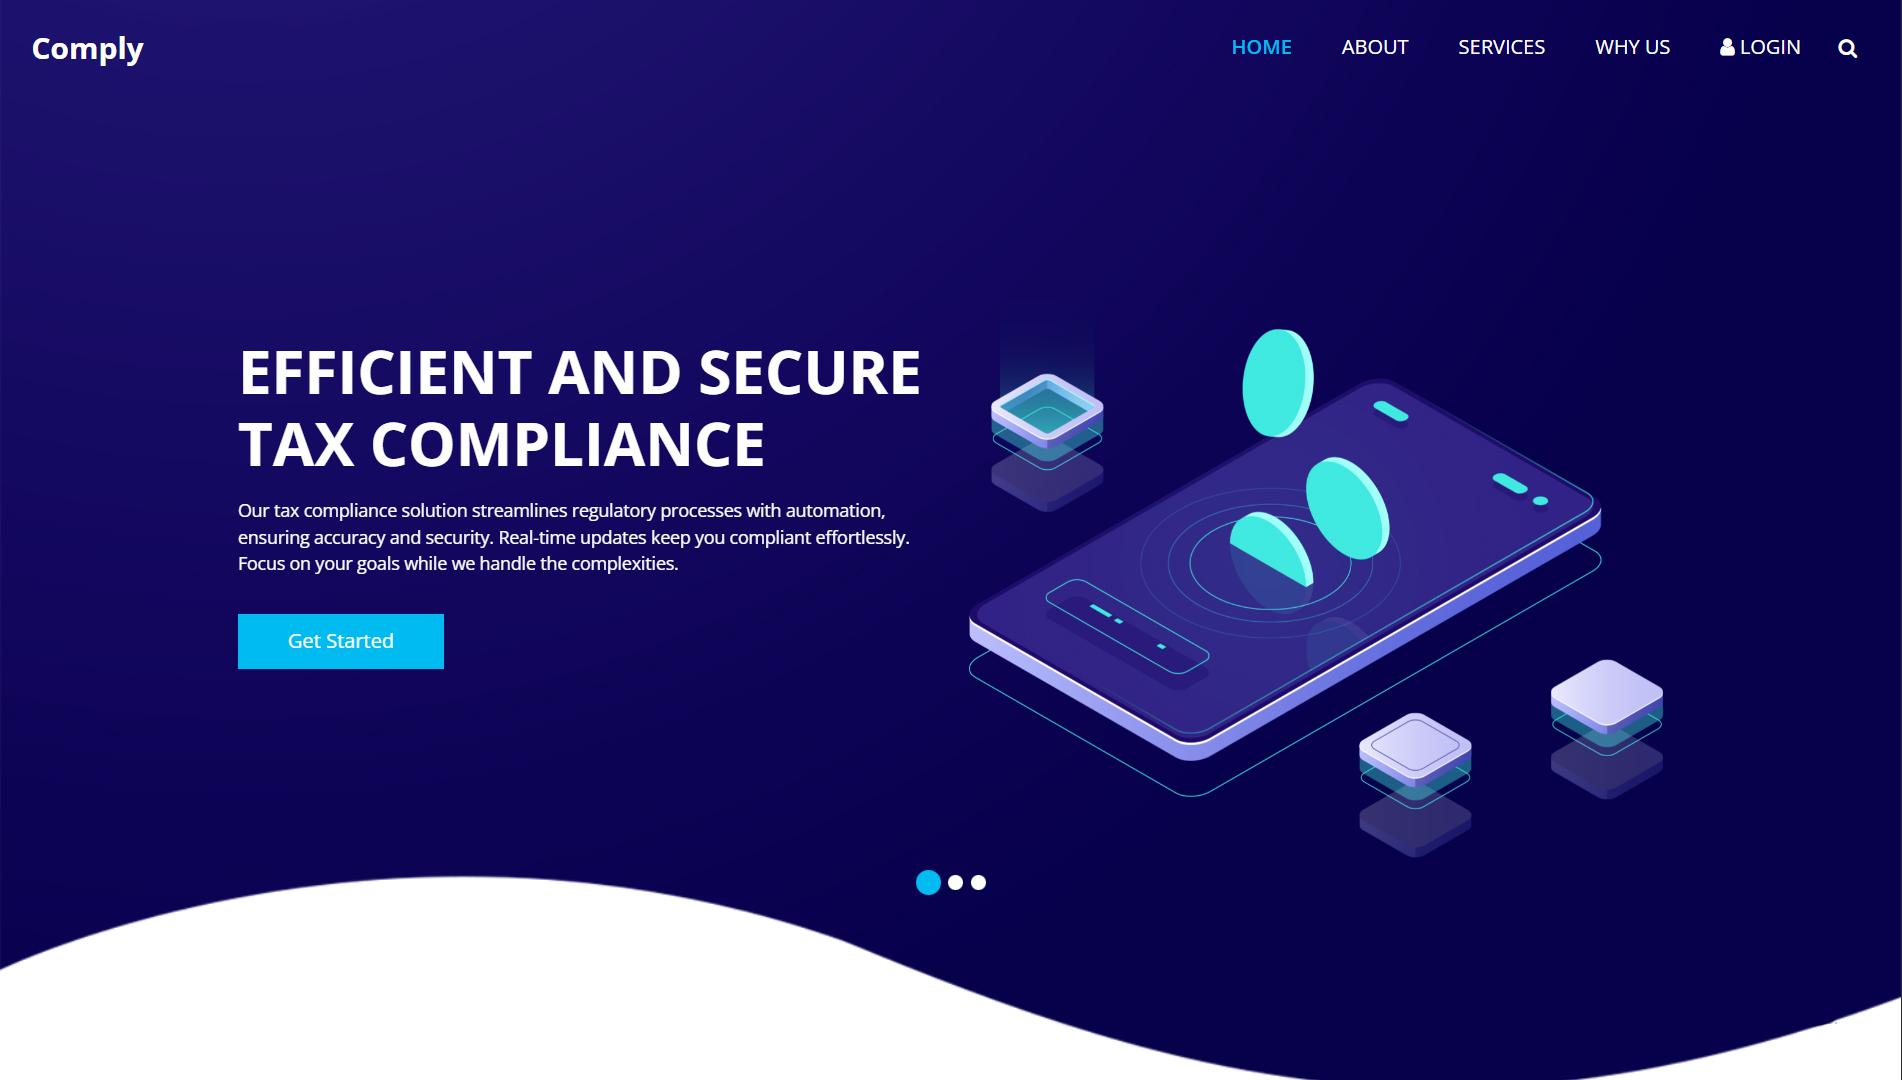 Comply
HOME ABOUT SERVICES WHY US LOGIN
EFFICIENT AND SECURE
TAX COMPLIANCE
Our tax compliance solution streamlines regulatory processes with automation,
ensuring accuracy and security. Real-time updates keep you compliant effortlessly.
Focus on your goals while we handle the complexities.
Get Started